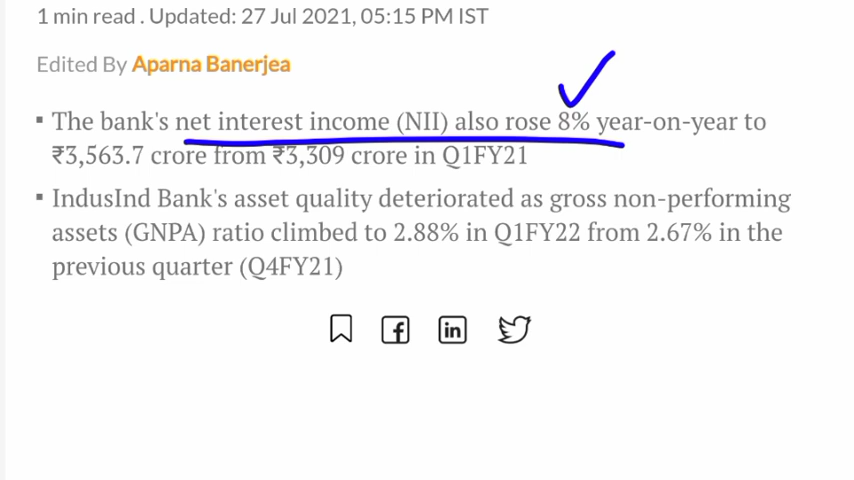 1 min read . Updated: 27 Jul 2021, 05:15 PM IST
Edited By Aparna Banerjea
▪ The bank's net interest income (NII) also rose 8% year-on-year to
₹3,563.7 crore from ₹3,309 crore in Q1FY21
▪ IndusInd Bank's asset quality deteriorated as gross non-performing
assets (GNPA) ratio climbed to 2.88% in Q1FY22 from 2.67% in the
previous quarter (Q4FY21)